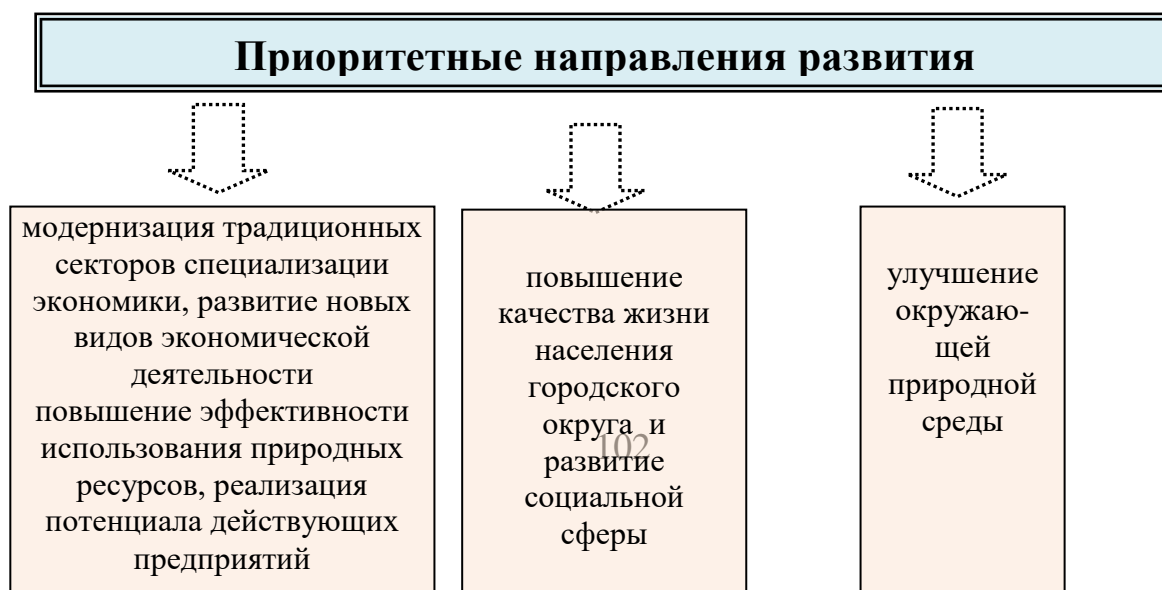 Приоритетные направления развития
модернизация традиционных
секторов специализации
экономики, развитие новых
видов экономической
деятельности
повышение эффективности
использования природных
ресурсов, реализация
потенциала действующих
предприятий
повышение
качества жизни
населения
городского
округа и
102
развитие
социальной
сферы
улучшение
окружаю-
щей
природной
среды